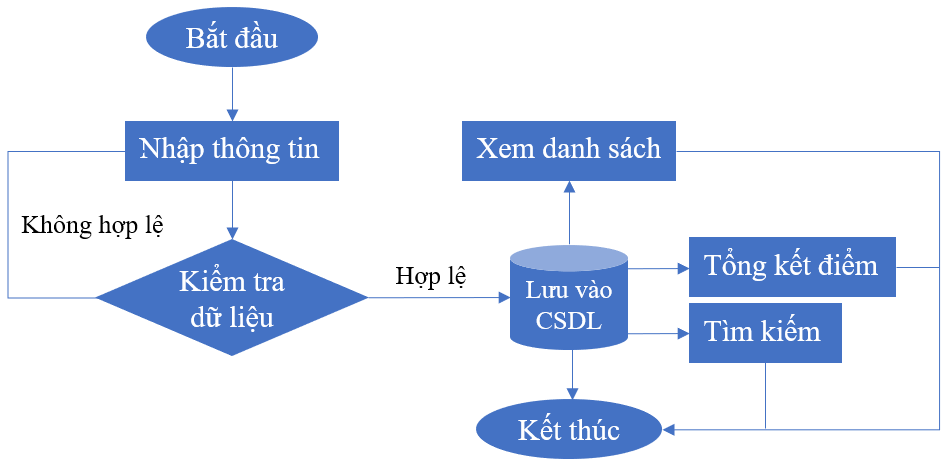 Bắt đầu
Nhập thông tin
Không hợp lệ
Kiểm tra
dữ liệu
Hợp lệ
Xem danh sách
Lưu vào
CSDL
Tổng kết điểm
Tìm kiếm
Kết thúc